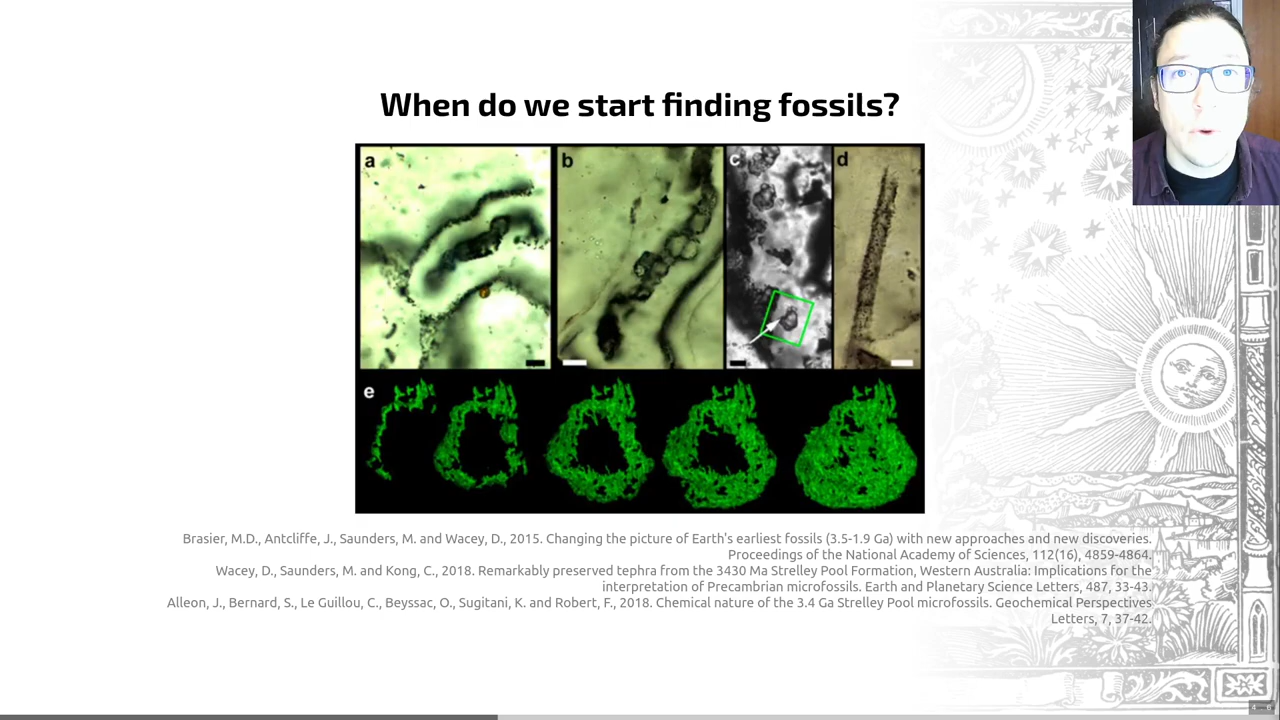 When do we start finding fossils?
a
b
c
d
e
Brasier, M.D., Antcliffe, J., Saunders, M. and Wacey, D., 2015. Changing the picture of Earth's earliest fossils (3.5-1.9 Ga) with new approaches and new discoveries.
Proceedings of the National Academy of Sciences, 112(16), 4859-4864.
Wacey, D., Saunders, M. and Kong, C., 2018. Remarkably preserved tephra from the 3430 Ma Strelley Pool Formation, Western Australia: Implications for the
interpretation of Precambrian microfossils. Earth and Planetary Science Letters, 487, 33-43.
Alleon, J., Bernard, S., Le Guillou, C., Beyssac, O., Sugitani, K. and Robert, F., 2018. Chemical nature of the 3.4 Ga Strelley Pool microfossils. Geochemical Perspectives
Letters, 7, 37-42.